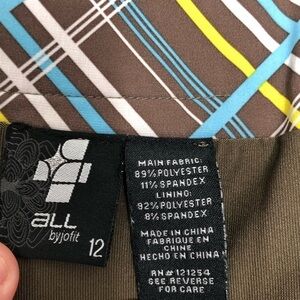 all
byjofit
12
MAIN FABRIC:
89% POLYESTER
11% SPANDEX
LINING:
92% POLYESTER
8% SPANDEX
MADE IN CHINA
FABRIQUE EN
CHINE
HECHO EN CHINA
RN# 121254
SEE REVERSE
FOR CARE